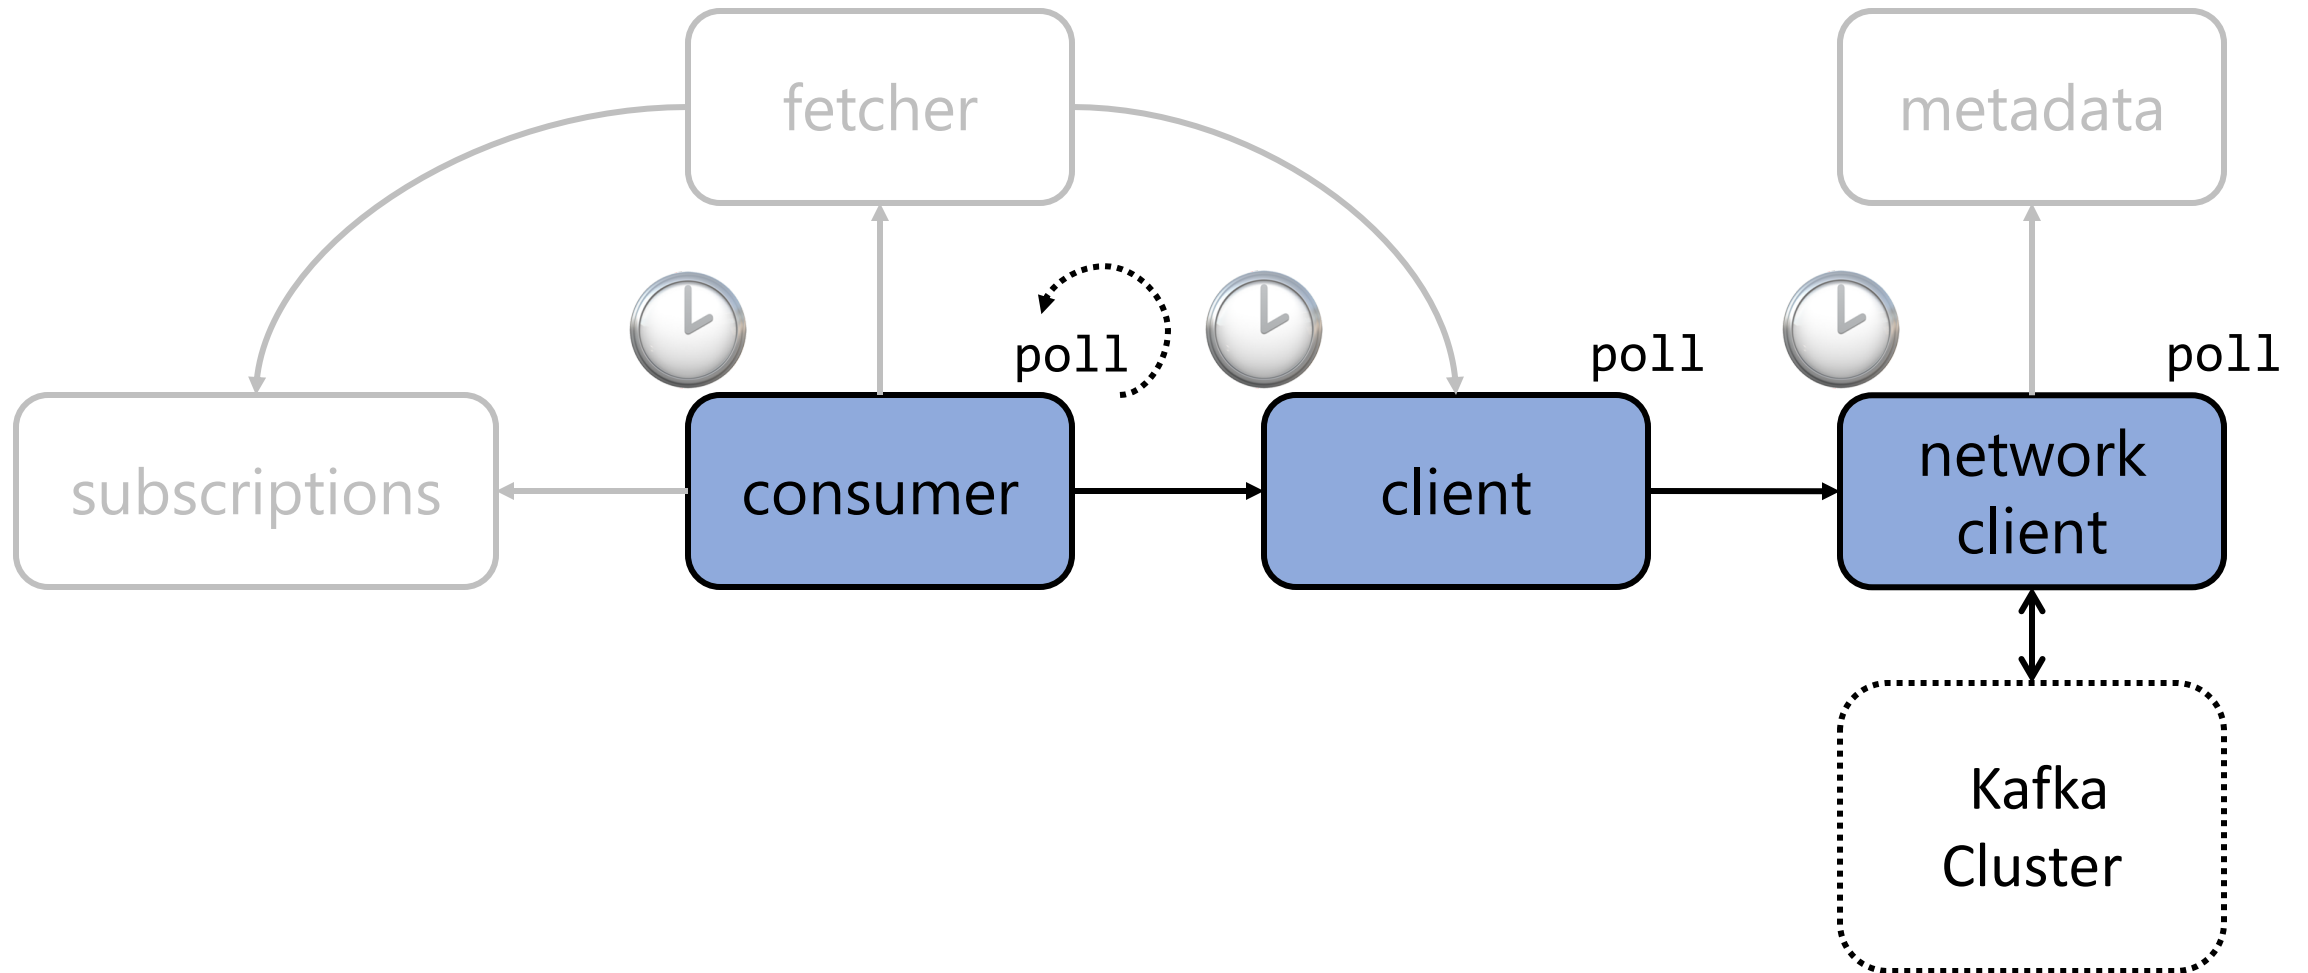 fetcher
metadata
poll
poll
poll
subscriptions
consumer
client
network
client
Kafka
Cluster